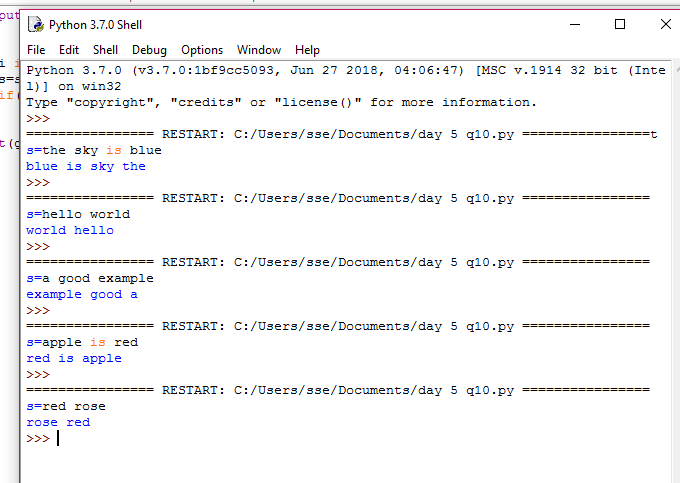 Python 3.7.0 Shell
File Edit Shell Debug Options Window Help
Python 3.7.0 (v3.7.0:1bf9cc5093, Jun 27 2018, 04:06:47) [MSC v.1914 32 bit (Inte
l)] on win32
Type "copyright", "credits" or "license()" for more information.
>>>
================ RESTART: C:/Users/sse/Documents/day 5 q10.py ================t
s=the sky is blue
blue is sky the
>>>
================ RESTART: C:/Users/sse/Documents/day 5 q10.py ================
s=hello world
world hello
>>>
================ RESTART: C:/Users/sse/Documents/day 5 q10.py ================
s=a good example
example good a
>>>
================ RESTART: C:/Users/sse/Documents/day 5 q10.py ================
s=apple is red
red is apple
>>>
================ RESTART: C:/Users/sse/Documents/day 5 q10.py ================
s=red rose
rose red
>>>